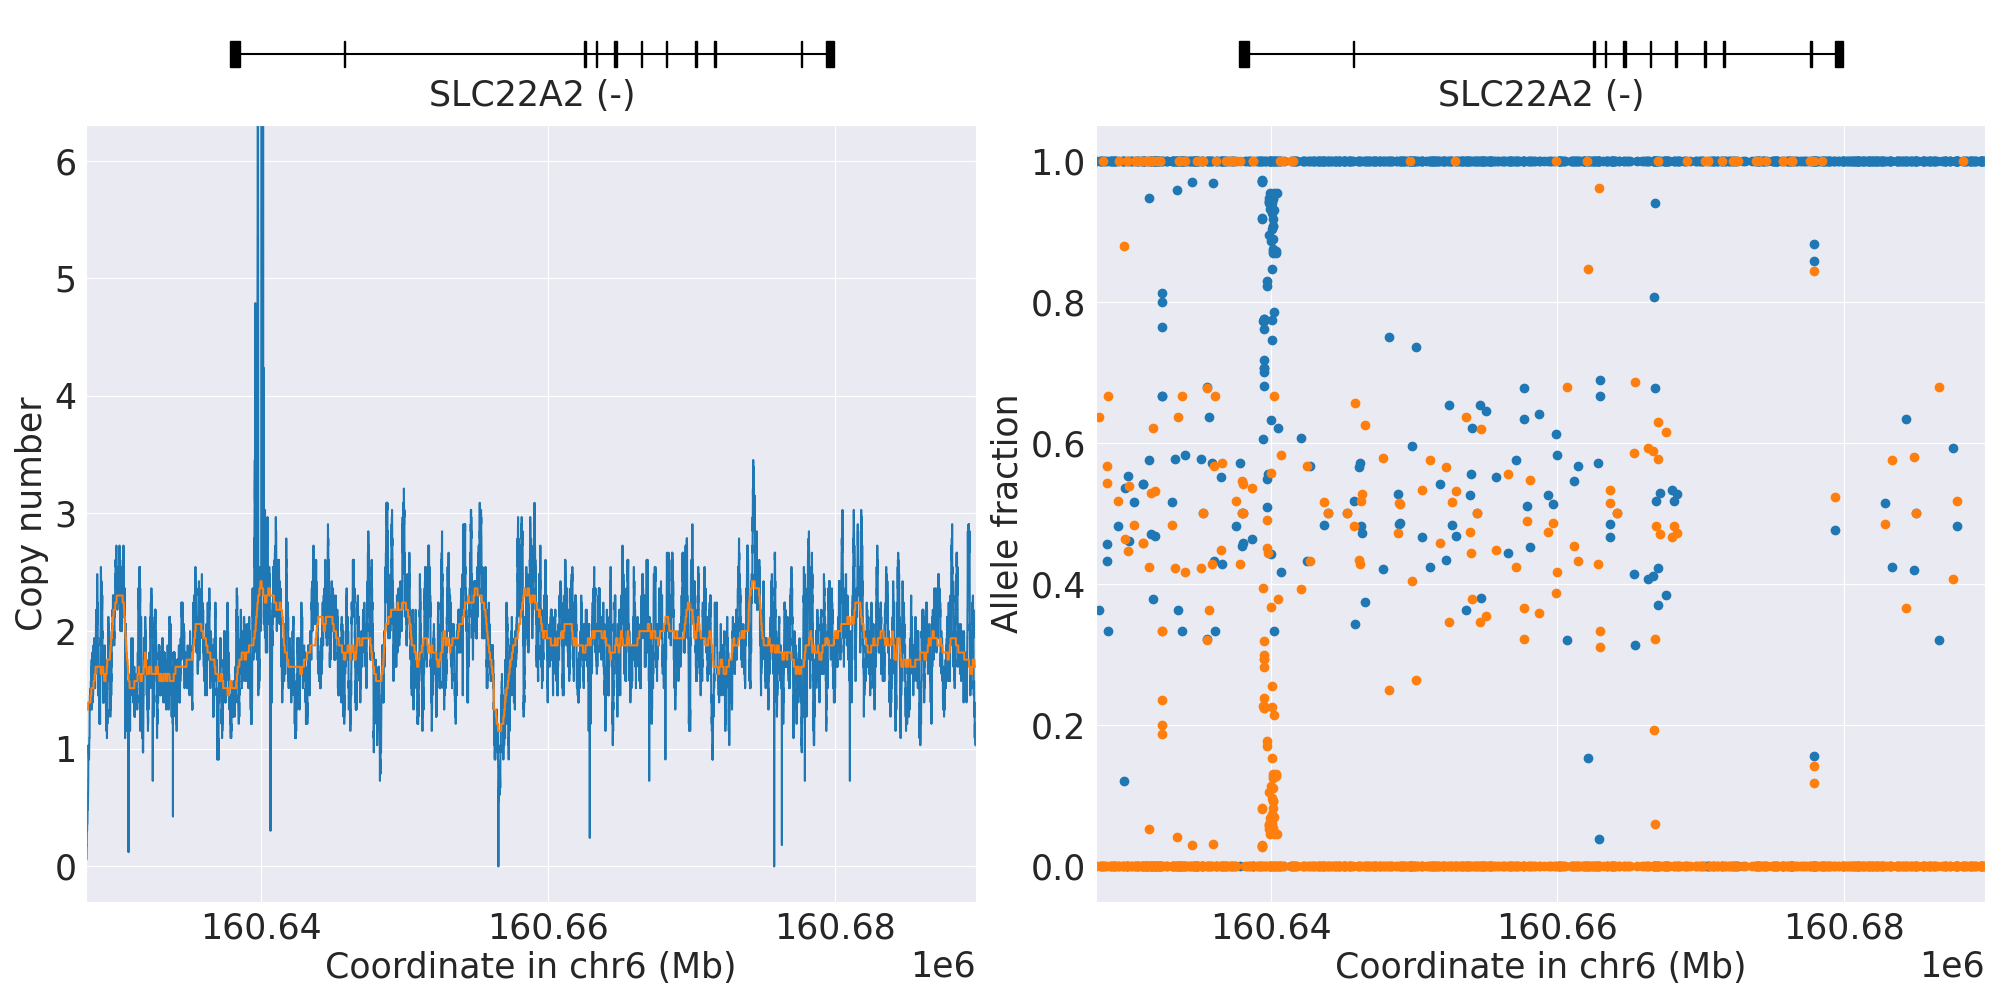 SLC22A2 (-)
6
5
4
3
2
1
0
Copy number
160.64
160.66
160.68
Coordinate in chr6 (Mb)
1e6
SLC22A2 (-)
1.0
0.8
0.6
0.4
0.2
0.0
Allele fraction
160.64
160.66
160.68
Coordinate in chr6 (Mb)
1e6